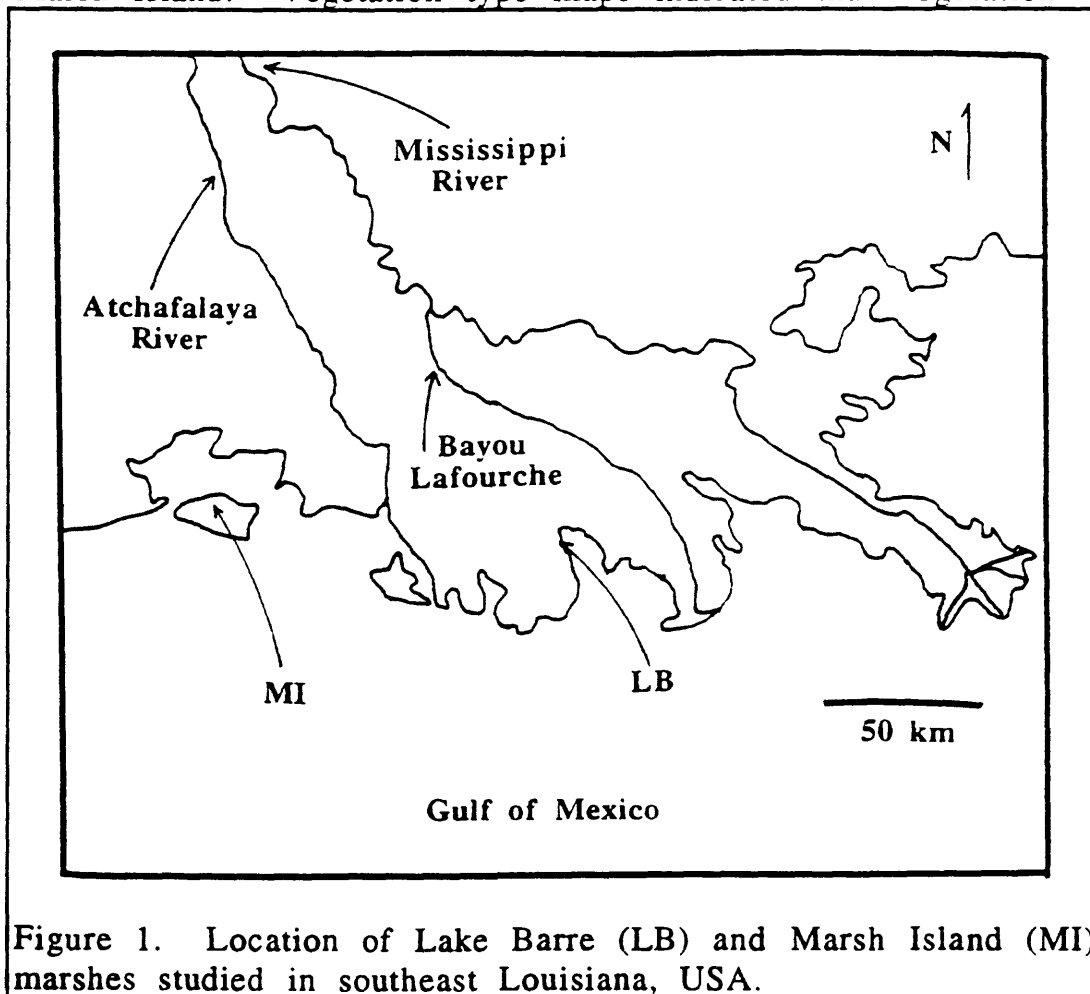 Mississippi
River
N
Atchafalaya
River
Bayou
Lafourche
MI
LB
50 km
Gulf of Mexico
Figure 1. Location of Lake Barre (LB) and Marsh Island (MI)
marshes studied in southeast Louisiana, USA.